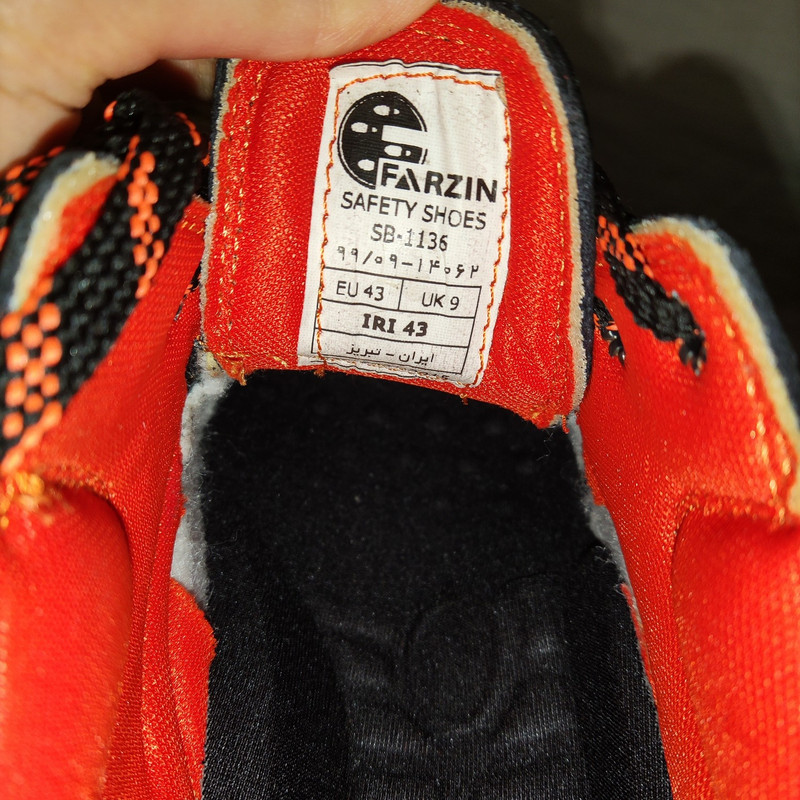 FARZIN
SAFETY SHOES
SB-1136
۹۹/۰۹-۱۴۰۶۲
EU 43 UK 9
IRI 43
ایران - تبریز